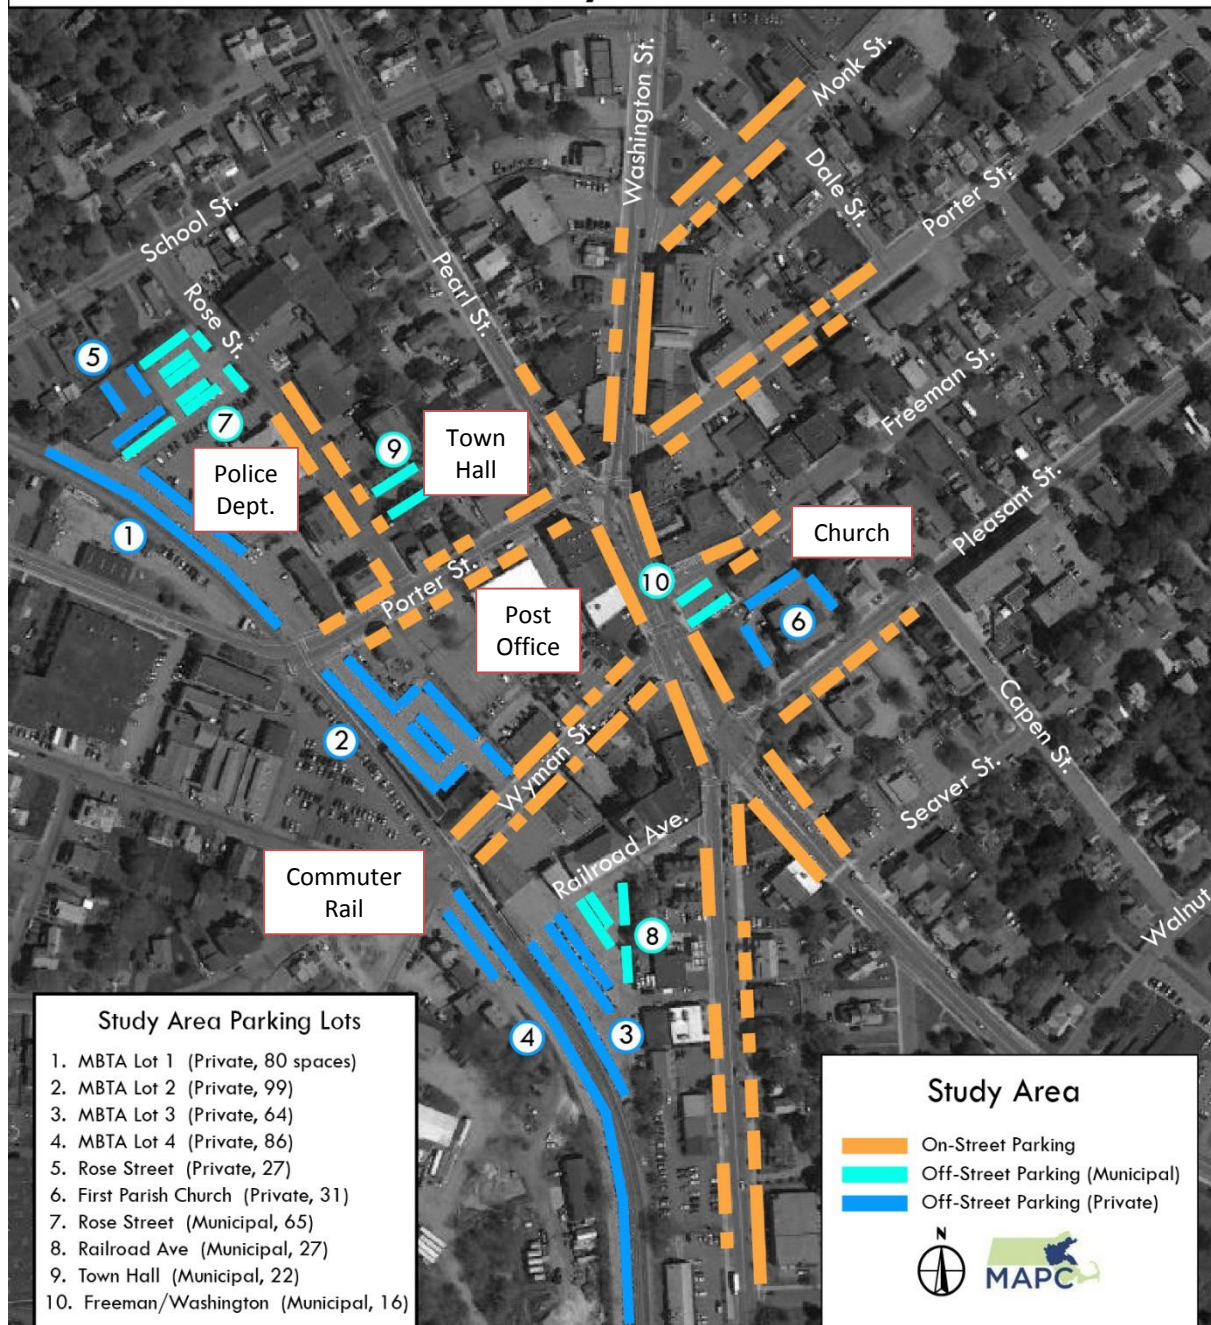 Washington St.
Monk St.
Dale St.
Porter St.
School St.
Rose St.
Pearl St.
Freeman St.
Pleasant St.
5
7
9
Town
Hall
Police
Dept.
1
Church
10
6
Porter St.
Post
Office
2
Wyman St.
Capen St.
Seaver St.
Railroad Ave.
Walnut
Commuter
Rail
8
3
4
Study Area Parking Lots
1. MBTA Lot 1 (Private, 80 spaces)
2. MBTA Lot 2 (Private, 99)
3. MBTA Lot 3 (Private, 64)
4. MBTA Lot 4 (Private, 86)
5. Rose Street (Private, 27)
6. First Parish Church (Private, 31)
7. Rose Street (Municipal, 65)
8. Railroad Ave (Municipal, 27)
9. Town Hall (Municipal, 22)
10. Freeman/Washington (Municipal, 16)
Study Area
On-Street Parking
Off-Street Parking (Municipal)
Off-Street Parking (Private)
N
MAPC